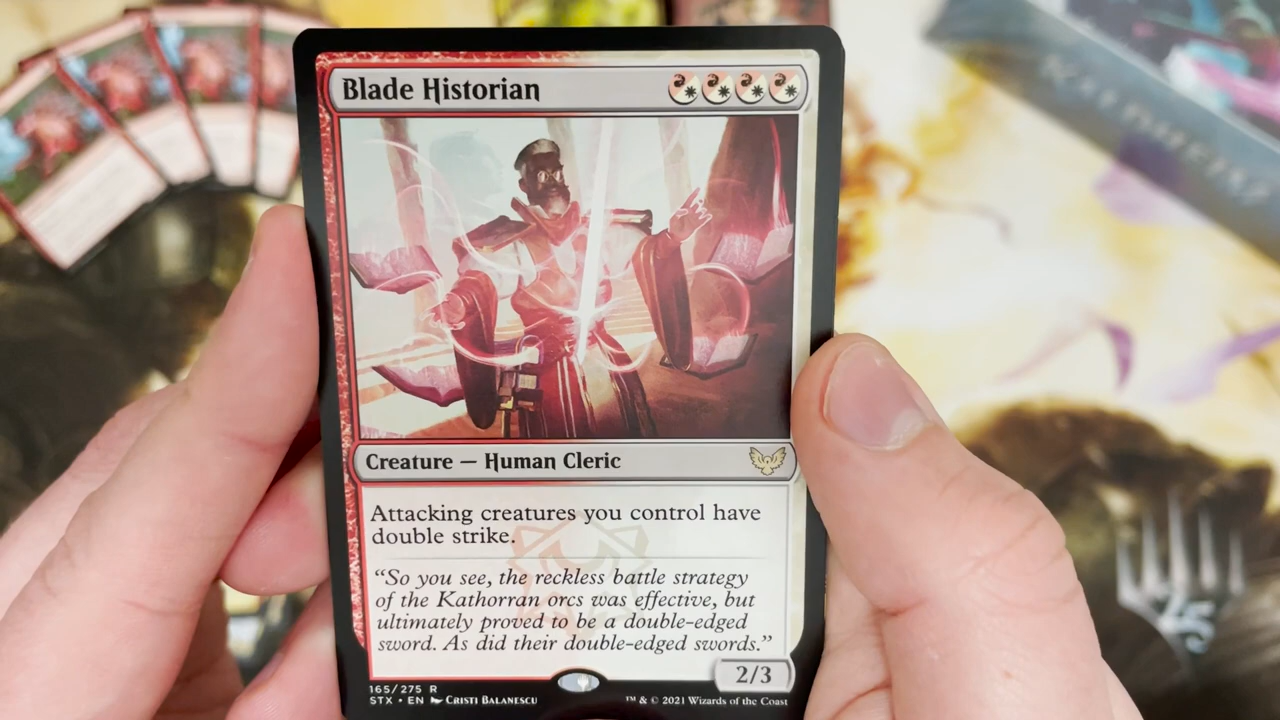 Blade Historian
KALDHEIM
Creature — Human Cleric
Attacking creatures you control have
double strike.
“So you see, the reckless battle strategy
of the Kathorran orcs was effective, but
ultimately proved to be a double-edged
sword. As did their double-edged swords.”
2/3
165/275 R
STX • EN CRISTI BALANESCU
™ & © 2021 Wizards of the Coast
25